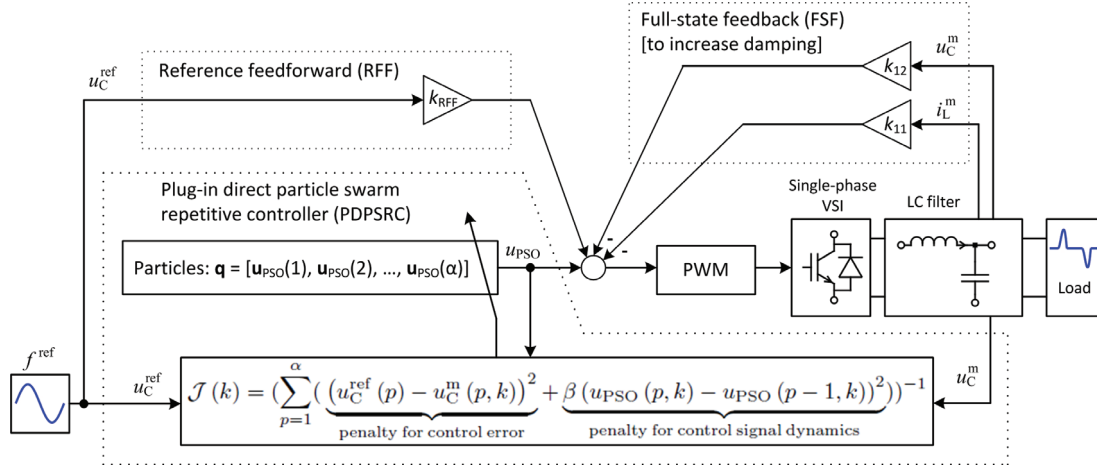 Full-state feedback (FSF)
[to increase damping]
u_C^ref
Reference feedforward (RFF)
k_RFF
k_12
u_C^m
k_11
i_L^m
Plug-in direct particle swarm
repetitive controller (PDPSRC)
Single-phase
VSI
LC filter
Particles: q = [u_PSO(1), u_PSO(2), ..., u_PSO(α)]
u_PSO
-
-
PWM
Load
f^ref
u_C^ref
J(k) = (∑_{p=1}^{α} ( (u_C^ref(p) − u_C^m(p,k))^2 + β(u_PSO(p,k) − u_PSO(p−1,k))^2 ))^{−1}
penalty for control error
penalty for control signal dynamics
u_C^m